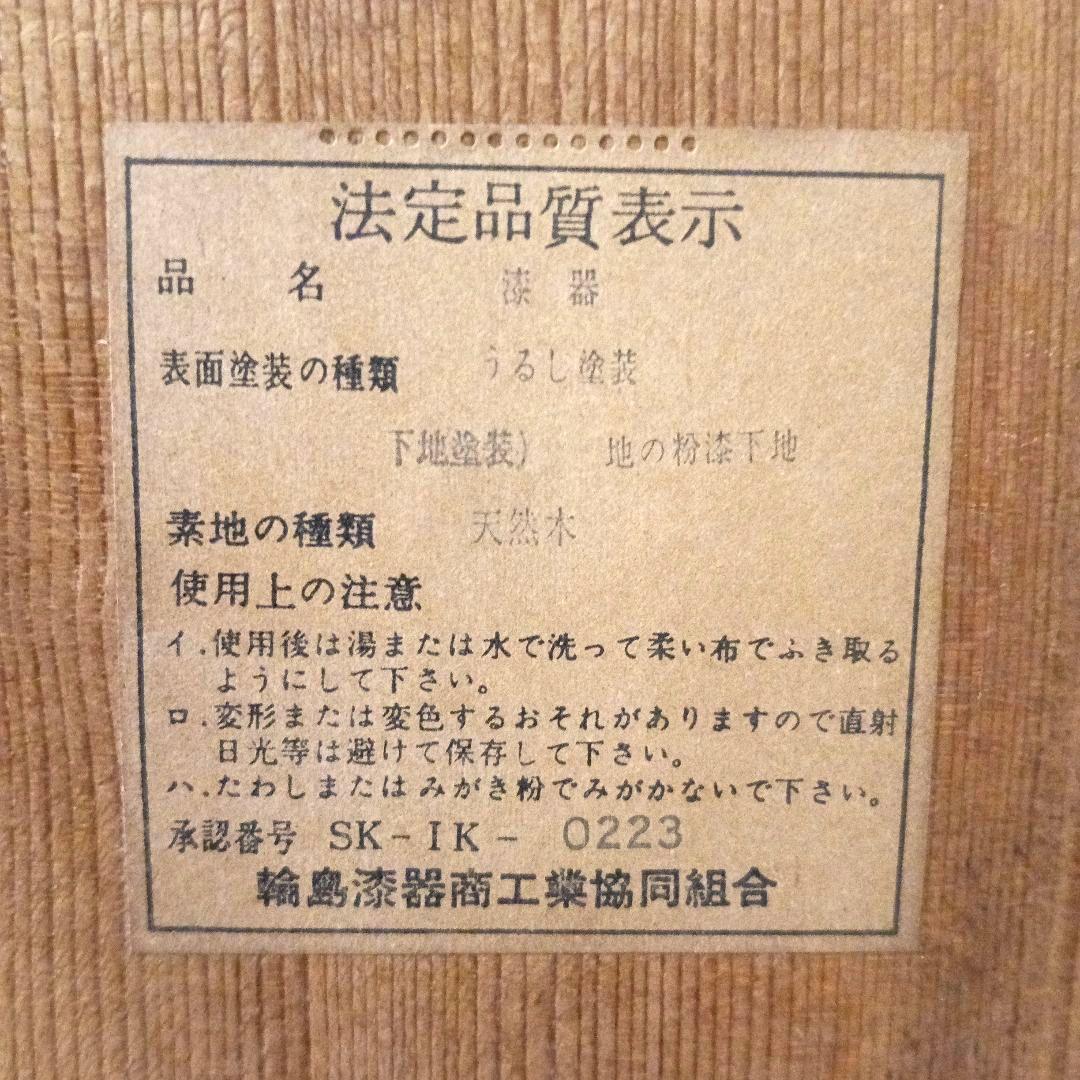 法定品質表示
品 名 漆 器
表面塗装の種類 うるし塗装
下地塗装) 地の粉漆下地
素地の種類 天然木
使用上の注意
イ.使用後は湯または水で洗って柔い布でふき取る
ようにして下さい。
ロ.変形または変色するおそれがありますので直射
日光等は避けて保存して下さい。
ハ.たわしまたはみがき粉でみがかないで下さい。
承認番号 SK-IK- 0223
輪島漆器商工業協同組合